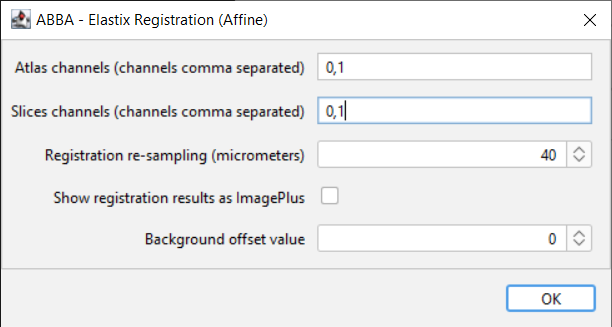 ABBA - Elastix Registration (Affine)
Atlas channels (channels comma separated) 0,1
Slices channels (channels comma separated) 0,1
Registration re-sampling (micrometers) 40
Show registration results as ImagePlus
Background offset value 0
OK